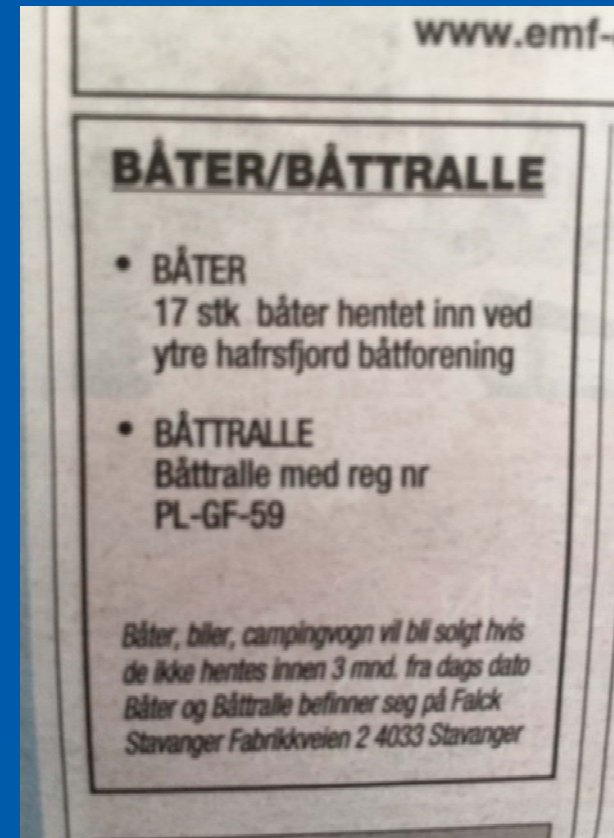 www.emf-
BÅTER/BÅTTRALLE
• BÅTER
17 stk båter hentet inn ved
ytre hafrsfjord båtforening
• BÅTTRALLE
Båttralle med reg nr
PL-GF-59
Båter, biler, campingvogn vil bli solgt hvis
de ikke hentes innen 3 mnd. fra dags dato
Båter og Båttralle befinner seg på Falck
Stavanger Fabrikkveien 2 4033 Stavanger